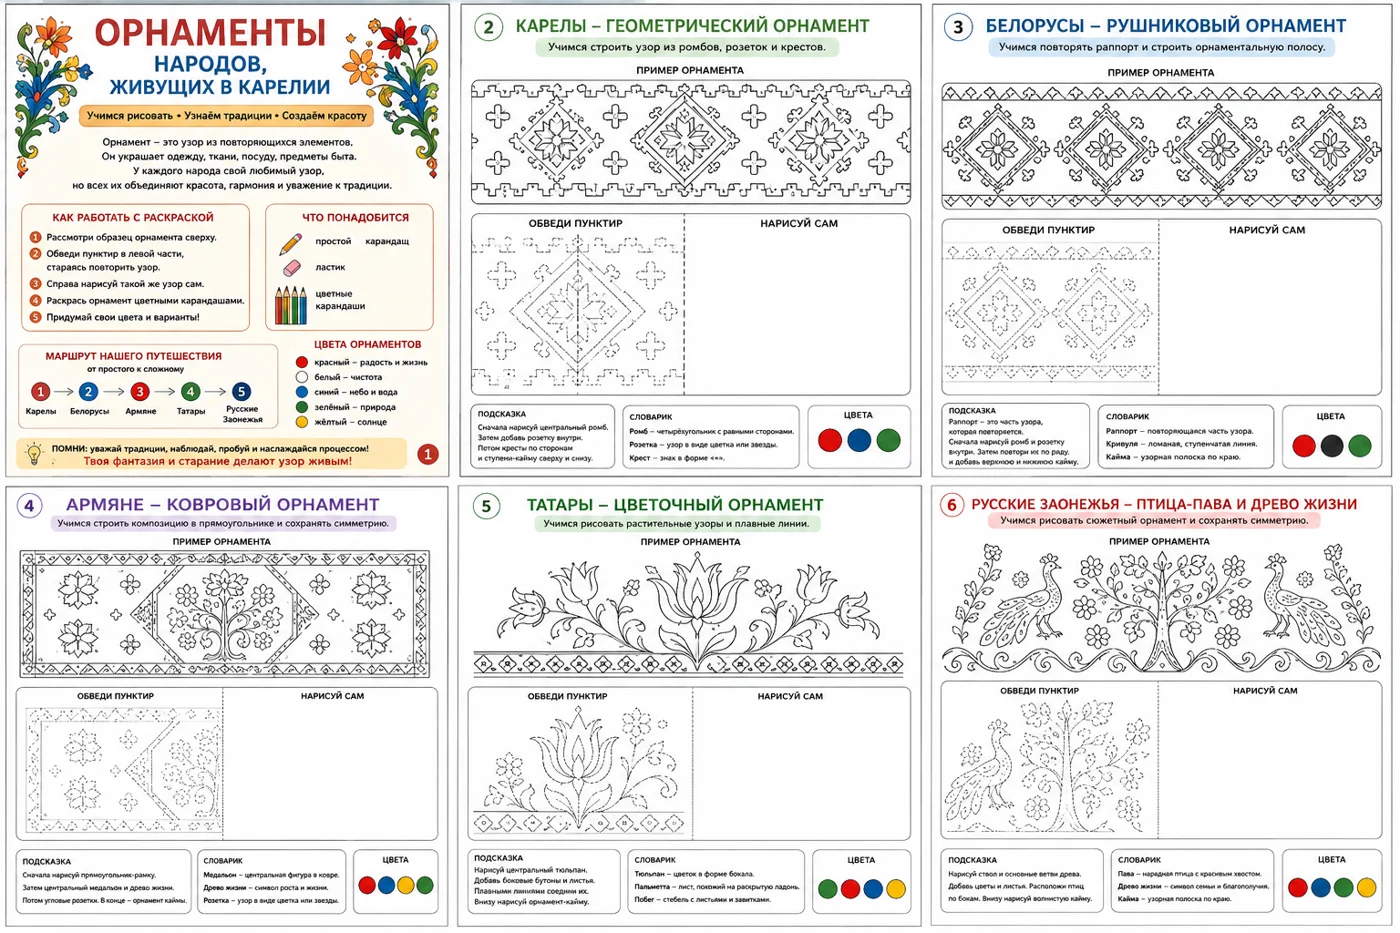 ОРНАМЕНТЫ
НАРОДОВ,
ЖИВУЩИХ В КАРЕЛИИ
Учимся рисовать • Узнаём традиции • Создаём красоту
Орнамент – это узор из повторяющихся элементов.
Он украшает одежду, ткани, посуду, предметы быта.
У каждого народа свой любимый узор,
но всех их объединяют красота, гармония и уважение к традиции.
КАК РАБОТАТЬ С РАСКРАСКОЙ
1 Рассмотри образец орнамента сверху.
2 Обведи пунктир в левой части,
стараясь повторить узор.
3 Справа нарисуй такой же узор сам.
4 Раскрась орнамент цветными карандашами.
5 Придумай свои цвета и варианты!
ЧТО ПОНАДОБИТСЯ
простой карандащ
ластик
цветные
карандаши
МАРШРУТ НАШЕГО ПУТЕШЕСТВИЯ
от простого к сложному
1 2 3 4 5
Карелы Белорусы Армяне Татары Русские
Заонежья
ЦВЕТА ОРНАМЕНТОВ
красный – радость и жизнь
белый – чистота
синий – небо и вода
зелёный – природа
жёлтый – солнце
ПОМНИ: уважай традиции, наблюдай, пробуй и наслаждайся процессом!
Твоя фантазия и старание делают узор живым!
1
2 КАРЕЛЫ – ГЕОМЕТРИЧЕСКИЙ ОРНАМЕНТ
Учимся строить узор из ромбов, розеток и крестов.
ПРИМЕР ОРНАМЕНТА
ОБВЕДИ ПУНКТИР
НАРИСУЙ САМ
ПОДСКАЗКА
Сначала нарисуй центральный ромб.
Затем добавь розетку внутри.
Потом кресты по сторонам
и ступени-кайму сверху и снизу.
СЛОВАРИК
Ромб – четырёхугольник с равными сторонами.
Розетка – узор в виде цветка или звезды.
Крест – знак в форме «+».
ЦВЕТА
3 БЕЛОРУСЫ – РУШНИКОВЫЙ ОРНАМЕНТ
Учимся повторять раппорт и строить орнаментальную полосу.
ПРИМЕР ОРНАМЕНТА
ОБВЕДИ ПУНКТИР
НАРИСУЙ САМ
ПОДСКАЗКА
Раппорт – это часть узора,
которая повторяется.
Сначала нарисуй ромб и розетку
внутри. Затем повтори их по ряду.
и добавь верхнюю и нижнюю кайму.
СЛОВАРИК
Раппорт – повторяющаяся часть узора.
Кривуля – ломаная, ступенчатая линия.
Кайма – узорная полоска по краю.
ЦВЕТА
4 АРМЯНЕ – КОВРОВЫЙ ОРНАМЕНТ
Учимся строить композицию в прямоугольнике и сохранять симметрию.
ПРИМЕР ОРНАМЕНТА
ОБВЕДИ ПУНКТИР
НАРИСУЙ САМ
ПОДСКАЗКА
Сначала нарисуй прямоугольник-рамку.
Затем центральный медальон и древо жизни.
Потом угловые розетки. В конце – орнамент каймы.
СЛОВАРИК
Медальон – центральная фигура в ковре.
Древо жизни – символ роста и жизни.
Розетка – узор в виде цветка или звезды.
ЦВЕТА
5 ТАТАРЫ – ЦВЕТОЧНЫЙ ОРНАМЕНТ
Учимся рисовать растительные узоры и плавные линии.
ПРИМЕР ОРНАМЕНТА
ОБВЕДИ ПУНКТИР
НАРИСУЙ САМ
ПОДСКАЗКА
Нарисуй центральный тюльпан.
Добавь боковые бутоны и листья.
Плавными линиями соедини их.
Внизу нарисуй орнамент-кайму.
СЛОВАРИК
Тюльпан – цветок в форме бокала.
Пальметта – лист, похожий на раскрытую ладонь.
Побег – стебель с листьями и завитками.
ЦВЕТА
6 РУССКИЕ ЗАОНЕЖЬЯ – ПТИЦА-ПАВА И ДРЕВО ЖИЗНИ
Учимся рисовать сюжетный орнамент и сохранять симметрию.
ПРИМЕР ОРНАМЕНТА
ОБВЕДИ ПУНКТИР
НАРИСУЙ САМ
ПОДСКАЗКА
Нарисуй ствол и основные ветви древа.
Добавь цветы и листья. Расположи птиц
по бокам. Внизу нарисуй волнистую кайму.
СЛОВАРИК
Пава – нарадная птица с красивым хвостом.
Древо жизни – символ семьи и благополучия.
Кайма – узорная полоска по краю.
ЦВЕТА